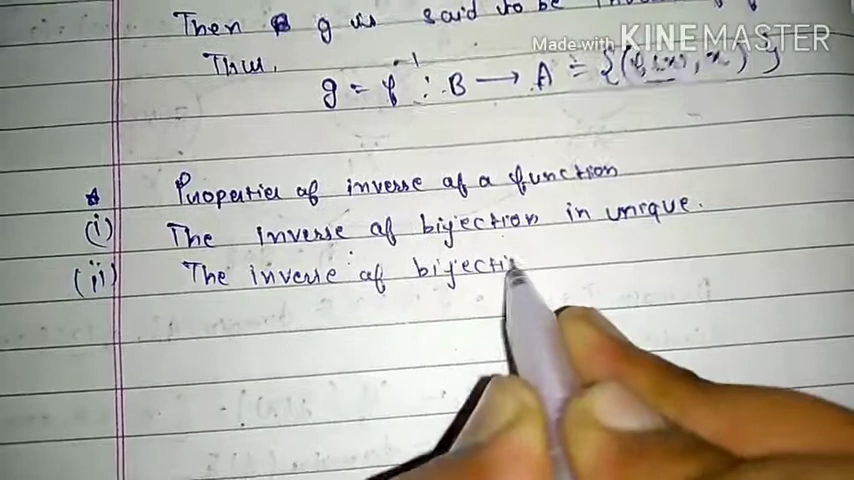 Then g is said to be
Made with KINEMASTER
Thus,
g = f⁻¹ : B → A = {(
Properties of inverse of a function
(i) The inverse of bijection in unique.
(ii) The inverse of bijecti